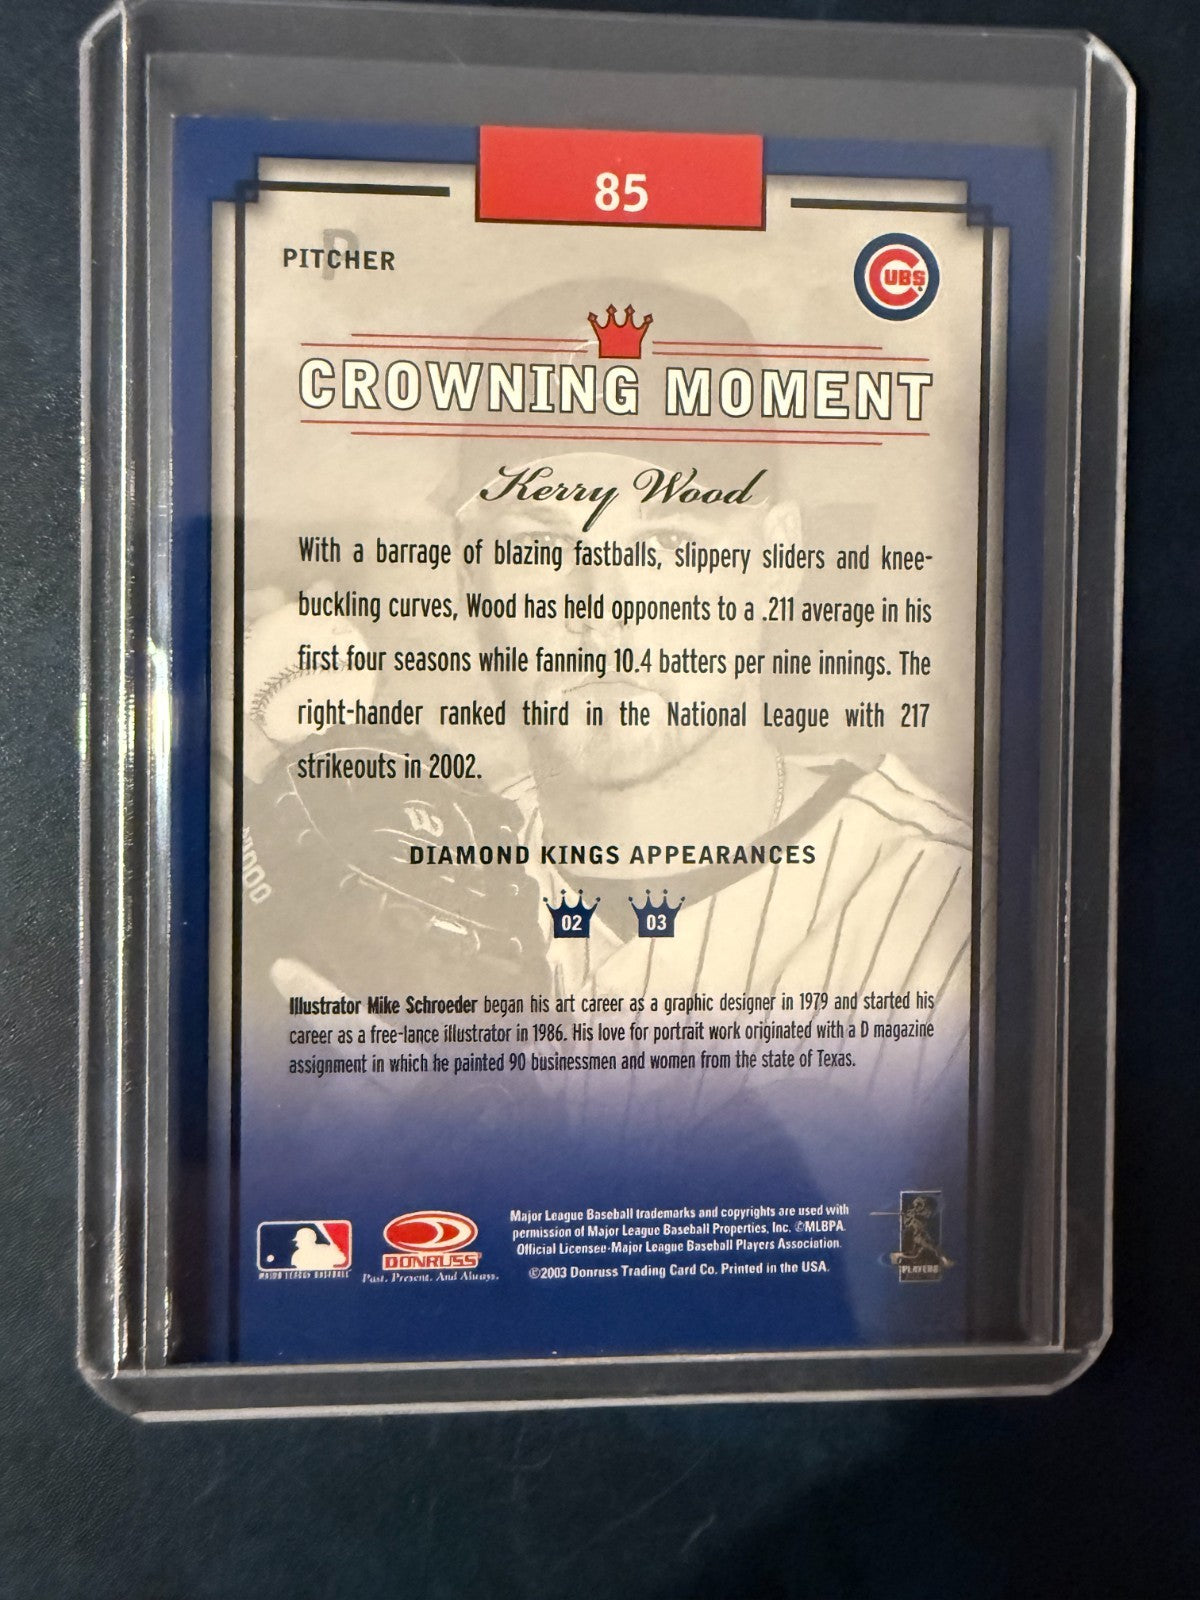 85
P
PITCHER
CUBS
CROWNING MOMENT
Kerry Wood
With a barrage of blazing fastballs, slippery sliders and knee-
buckling curves, Wood has held opponents to a .211 average in his
first four seasons while fanning 10.4 batters per nine innings. The
right-hander ranked third in the National League with 217
strikeouts in 2002.
WOOD
DIAMOND KINGS APPEARANCES
02 03
Illustrator Mike Schroeder began his art career as a graphic designer in 1979 and started his
career as a free-lance illustrator in 1986. His love for portrait work originated with a D magazine
assignment in which he painted 90 businessmen and women from the state of Texas.
MAJOR LEAGUE BASEBALL
DONRUSS
Past. Present. And Always.
Major League Baseball trademarks and copyrights are used with
permission of Major League Baseball Properties, Inc. ©MLBPA
Official Licensee-Major League Baseball Players Association.
©2003 Donruss Trading Card Co. Printed in the USA.
PLAYERS